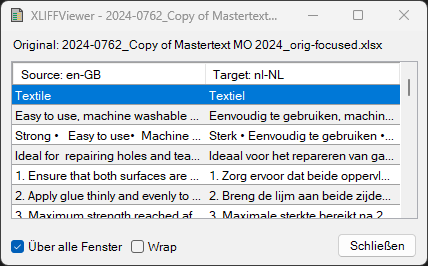 XLIFFViewer - 2024-0762_Copy of Mastertext...
Original: 2024-0762_Copy of Mastertext MO 2024_orig-focused.xlsx
Source: en-GB Target: nl-NL
Textile Textiel
Easy to use, machine washable ... Eenvoudig te gebruiken, machin...
Strong • Easy to use• Machine ... Sterk • Eenvoudig te gebruiken •...
Ideal for repairing holes and tea... Ideaal voor het repareren van ga...
1. Ensure that both surfaces are ... 1. Zorg ervoor dat beide oppervl...
2. Apply glue thinly and evenly to ... 2. Breng de lijm aan beide zijde...
3. Maximum strength reached af... 3. Maximale sterkte bereikt na 2...
Über alle Fenster Wrap Schließen